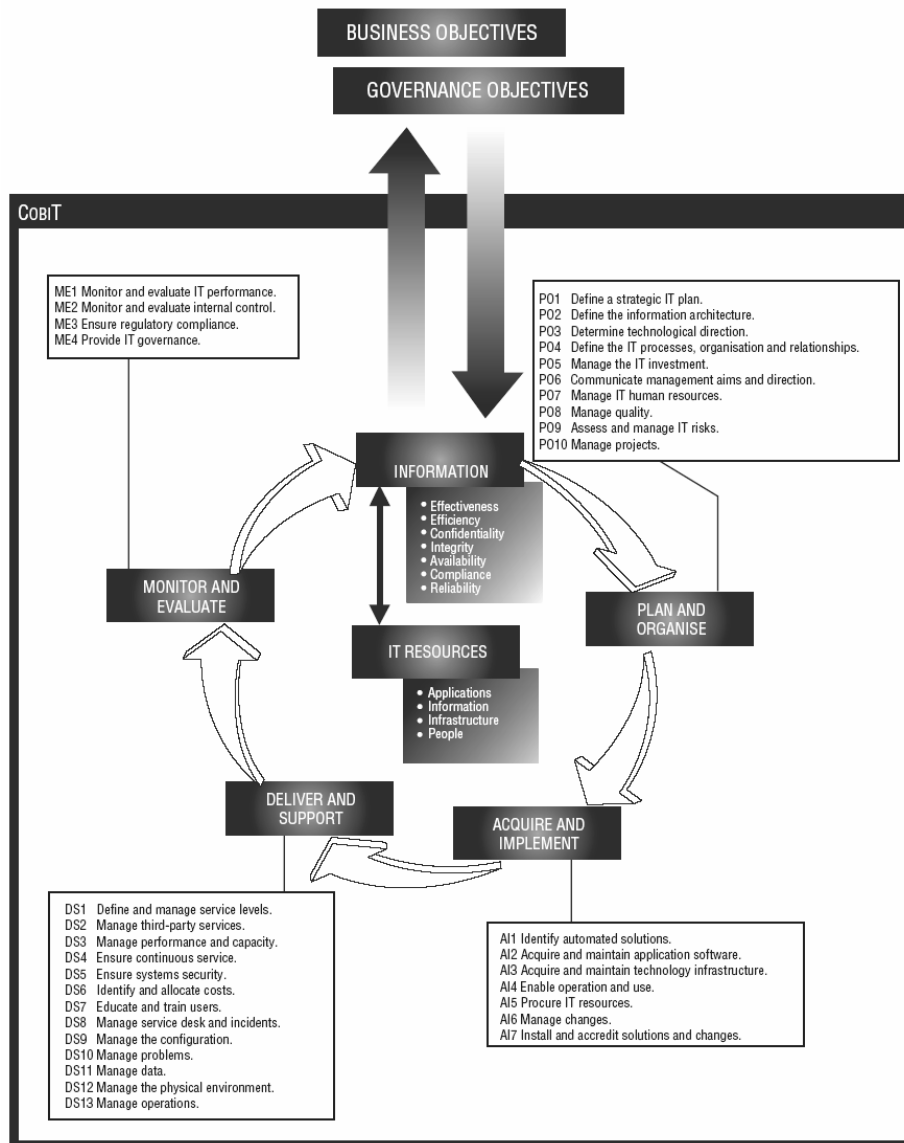 BUSINESS OBJECTIVES
GOVERNANCE OBJECTIVES
COBIT
ME1 Monitor and evaluate IT performance.
ME2 Monitor and evaluate internal control.
ME3 Ensure regulatory compliance.
ME4 Provide IT governance.
PO1 Define a strategic IT plan.
PO2 Define the information architecture.
PO3 Determine technological direction.
PO4 Define the IT processes, organisation and relationships.
PO5 Manage the IT investment.
PO6 Communicate management aims and direction.
PO7 Manage IT human resources.
PO8 Manage quality.
PO9 Assess and manage IT risks.
PO10 Manage projects.
INFORMATION
• Effectiveness
• Efficiency
• Confidentiality
• Integrity
• Availability
• Compliance
• Reliability
MONITOR AND
EVALUATE
PLAN AND
ORGANISE
IT RESOURCES
• Applications
• Information
• Infrastructure
• People
DELIVER AND
SUPPORT
ACQUIRE AND
IMPLEMENT
DS1 Define and manage service levels.
DS2 Manage third-party services.
DS3 Manage performance and capacity.
DS4 Ensure continuous service.
DS5 Ensure systems security.
DS6 Identify and allocate costs.
DS7 Educate and train users.
DS8 Manage service desk and incidents.
DS9 Manage the configuration.
DS10 Manage problems.
DS11 Manage data.
DS12 Manage the physical environment.
DS13 Manage operations.
AI1 Identify automated solutions.
AI2 Acquire and maintain application software.
AI3 Acquire and maintain technology infrastructure.
AI4 Enable operation and use.
AI5 Procure IT resources.
AI6 Manage changes.
AI7 Install and accredit solutions and changes.